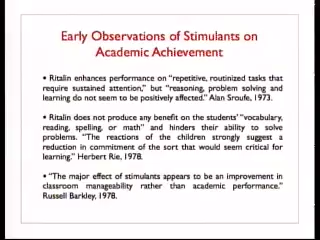 Early Observations of Stimulants on
Academic Achievement
• Ritalin enhances performance on “repetitive, routinized tasks that
require sustained attention,” but “reasoning, problem solving and
learning do not seem to be positively affected.” Alan Sroufe, 1973.
• Ritalin does not produce any benefit on the students’ “vocabulary,
reading, spelling, or math” and hinders their ability to solve
problems. “The reactions of the children strongly suggest a
reduction in commitment of the sort that would seem critical for
learning.” Herbert Rie, 1978.
• “The major effect of stimulants appears to be an improvement in
classroom manageability rather than academic performance.”
Russell Barkley, 1978.